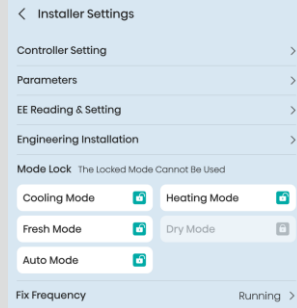 Installer Settings
Controller Setting
Parameters
EE Reading & Setting
Engineering Installation
Mode Lock The Locked Mode Cannot Be Used
Cooling Mode Heating Mode
Fresh Mode Dry Mode
Auto Mode
Fix Frequency Running